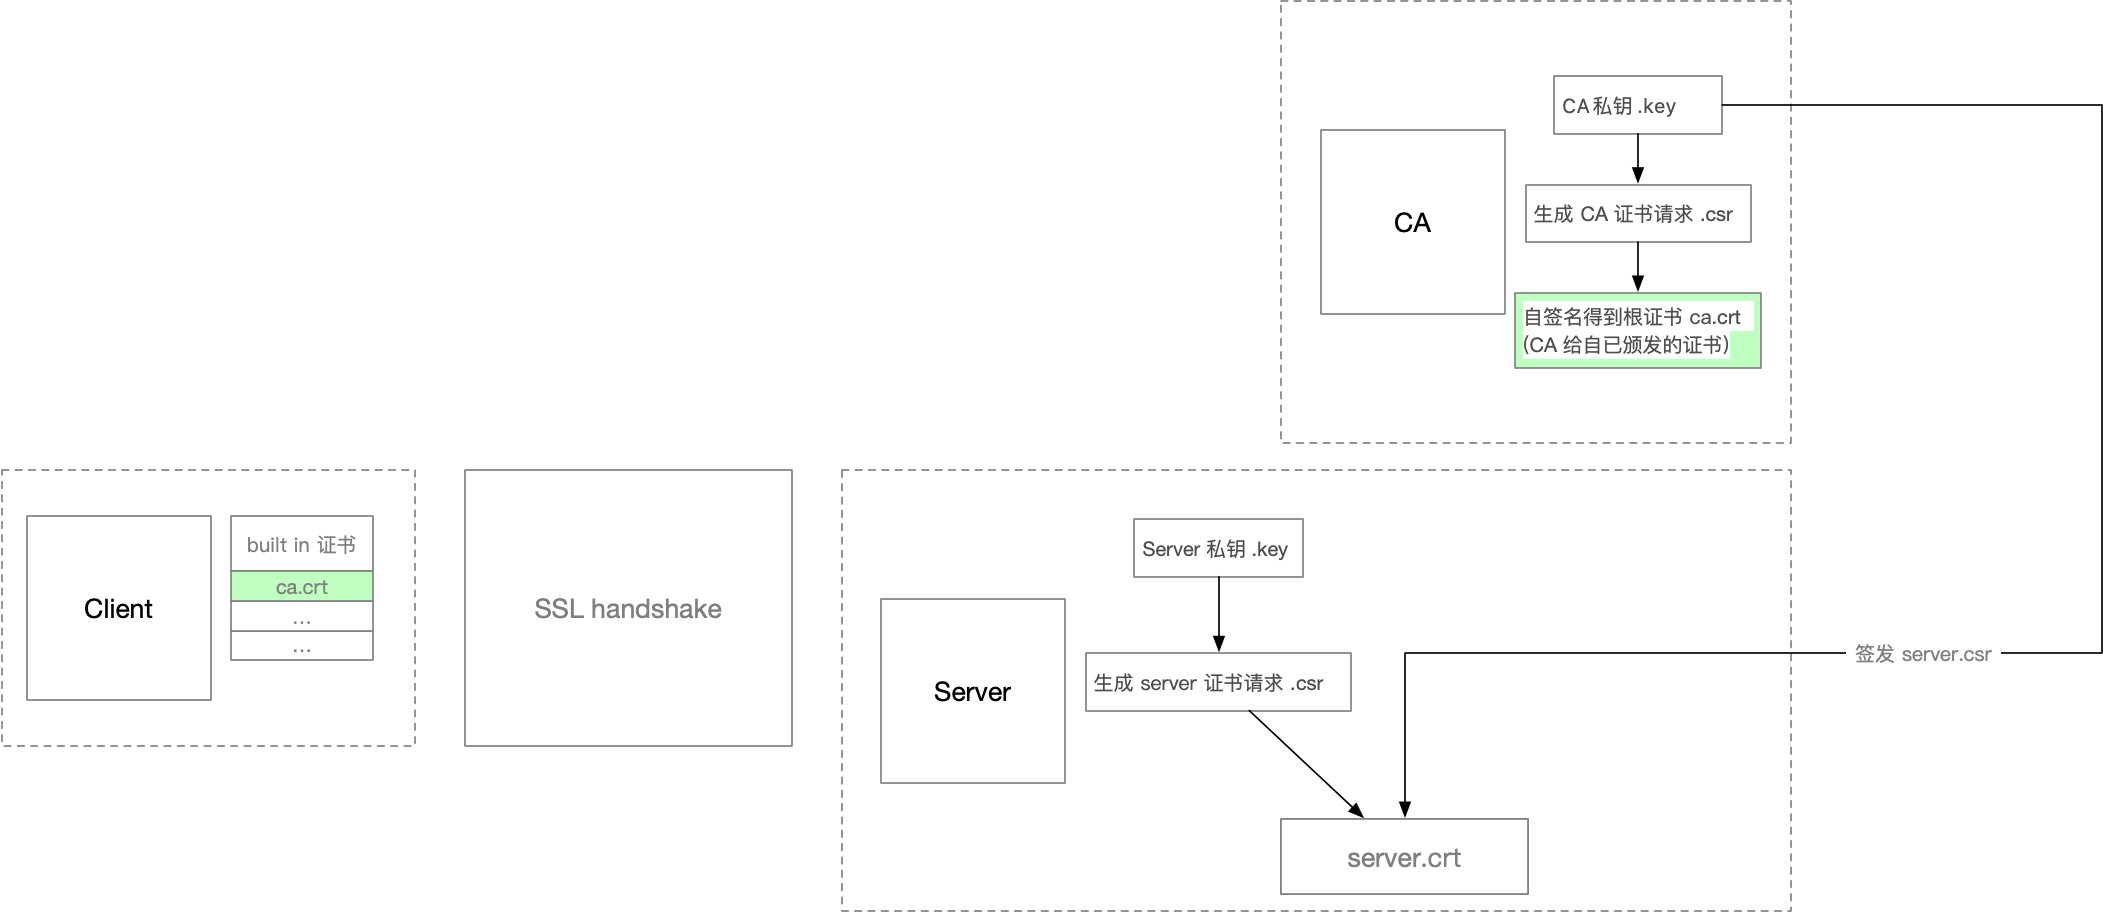 CA 私钥 .key
生成 CA 证书请求 .csr
CA
自签名得到根证书 ca.crt
(CA 给自已颁发的证书)
Client
built in 证书
ca.crt
...
...
SSL handshake
Server 私钥 .key
Server
生成 server 证书请求 .csr
签发 server.csr
server.crt